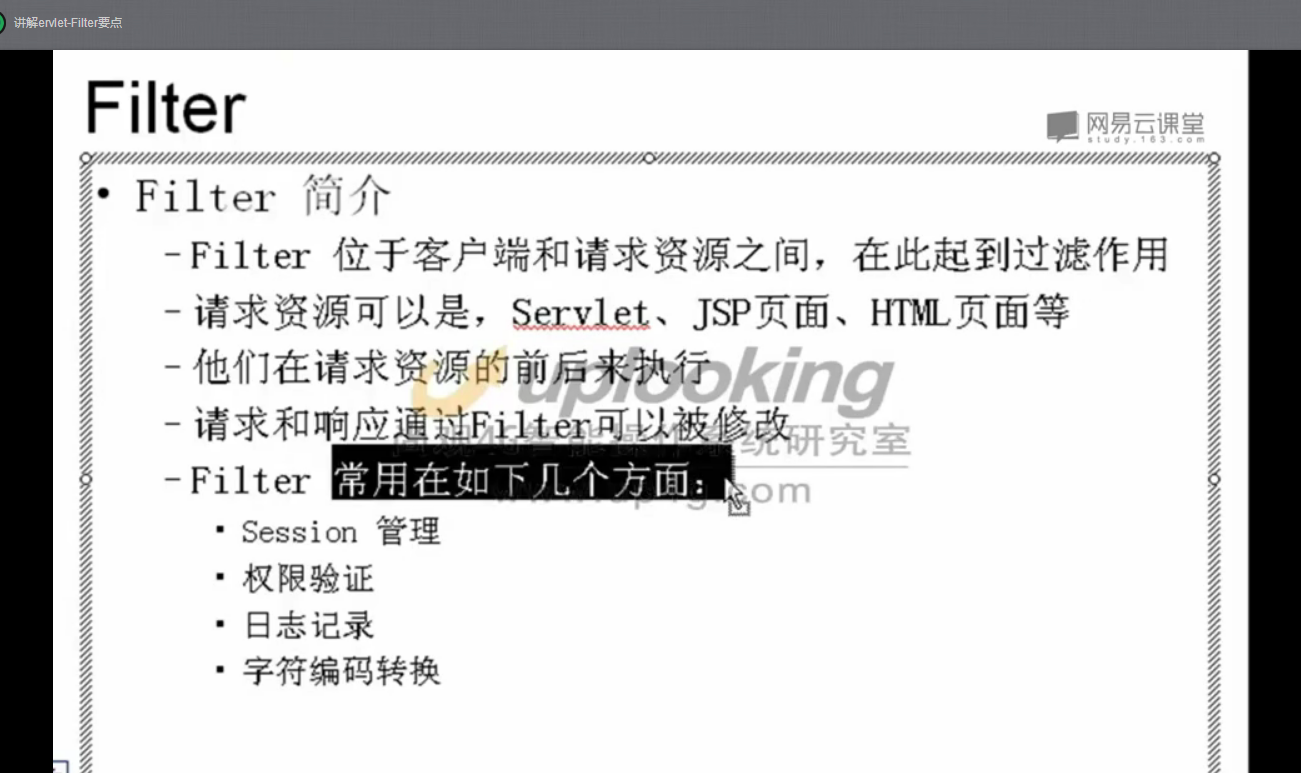 讲解ervlet-Filter要点
Filter
网易云课堂
study.163.com
• Filter 简介
–Filter 位于客户端和请求资源之间，在此起到过滤作用
–请求资源可以是，Servlet、JSP页面、HTML页面等
–他们在请求资源的前后来执行
uplooking
–请求和响应通过Filter可以被修改
智能操作系统研究室
–Filter 常用在如下几个方面：
.com
▪ Session 管理
▪ 权限验证
▪ 日志记录
▪ 字符编码转换